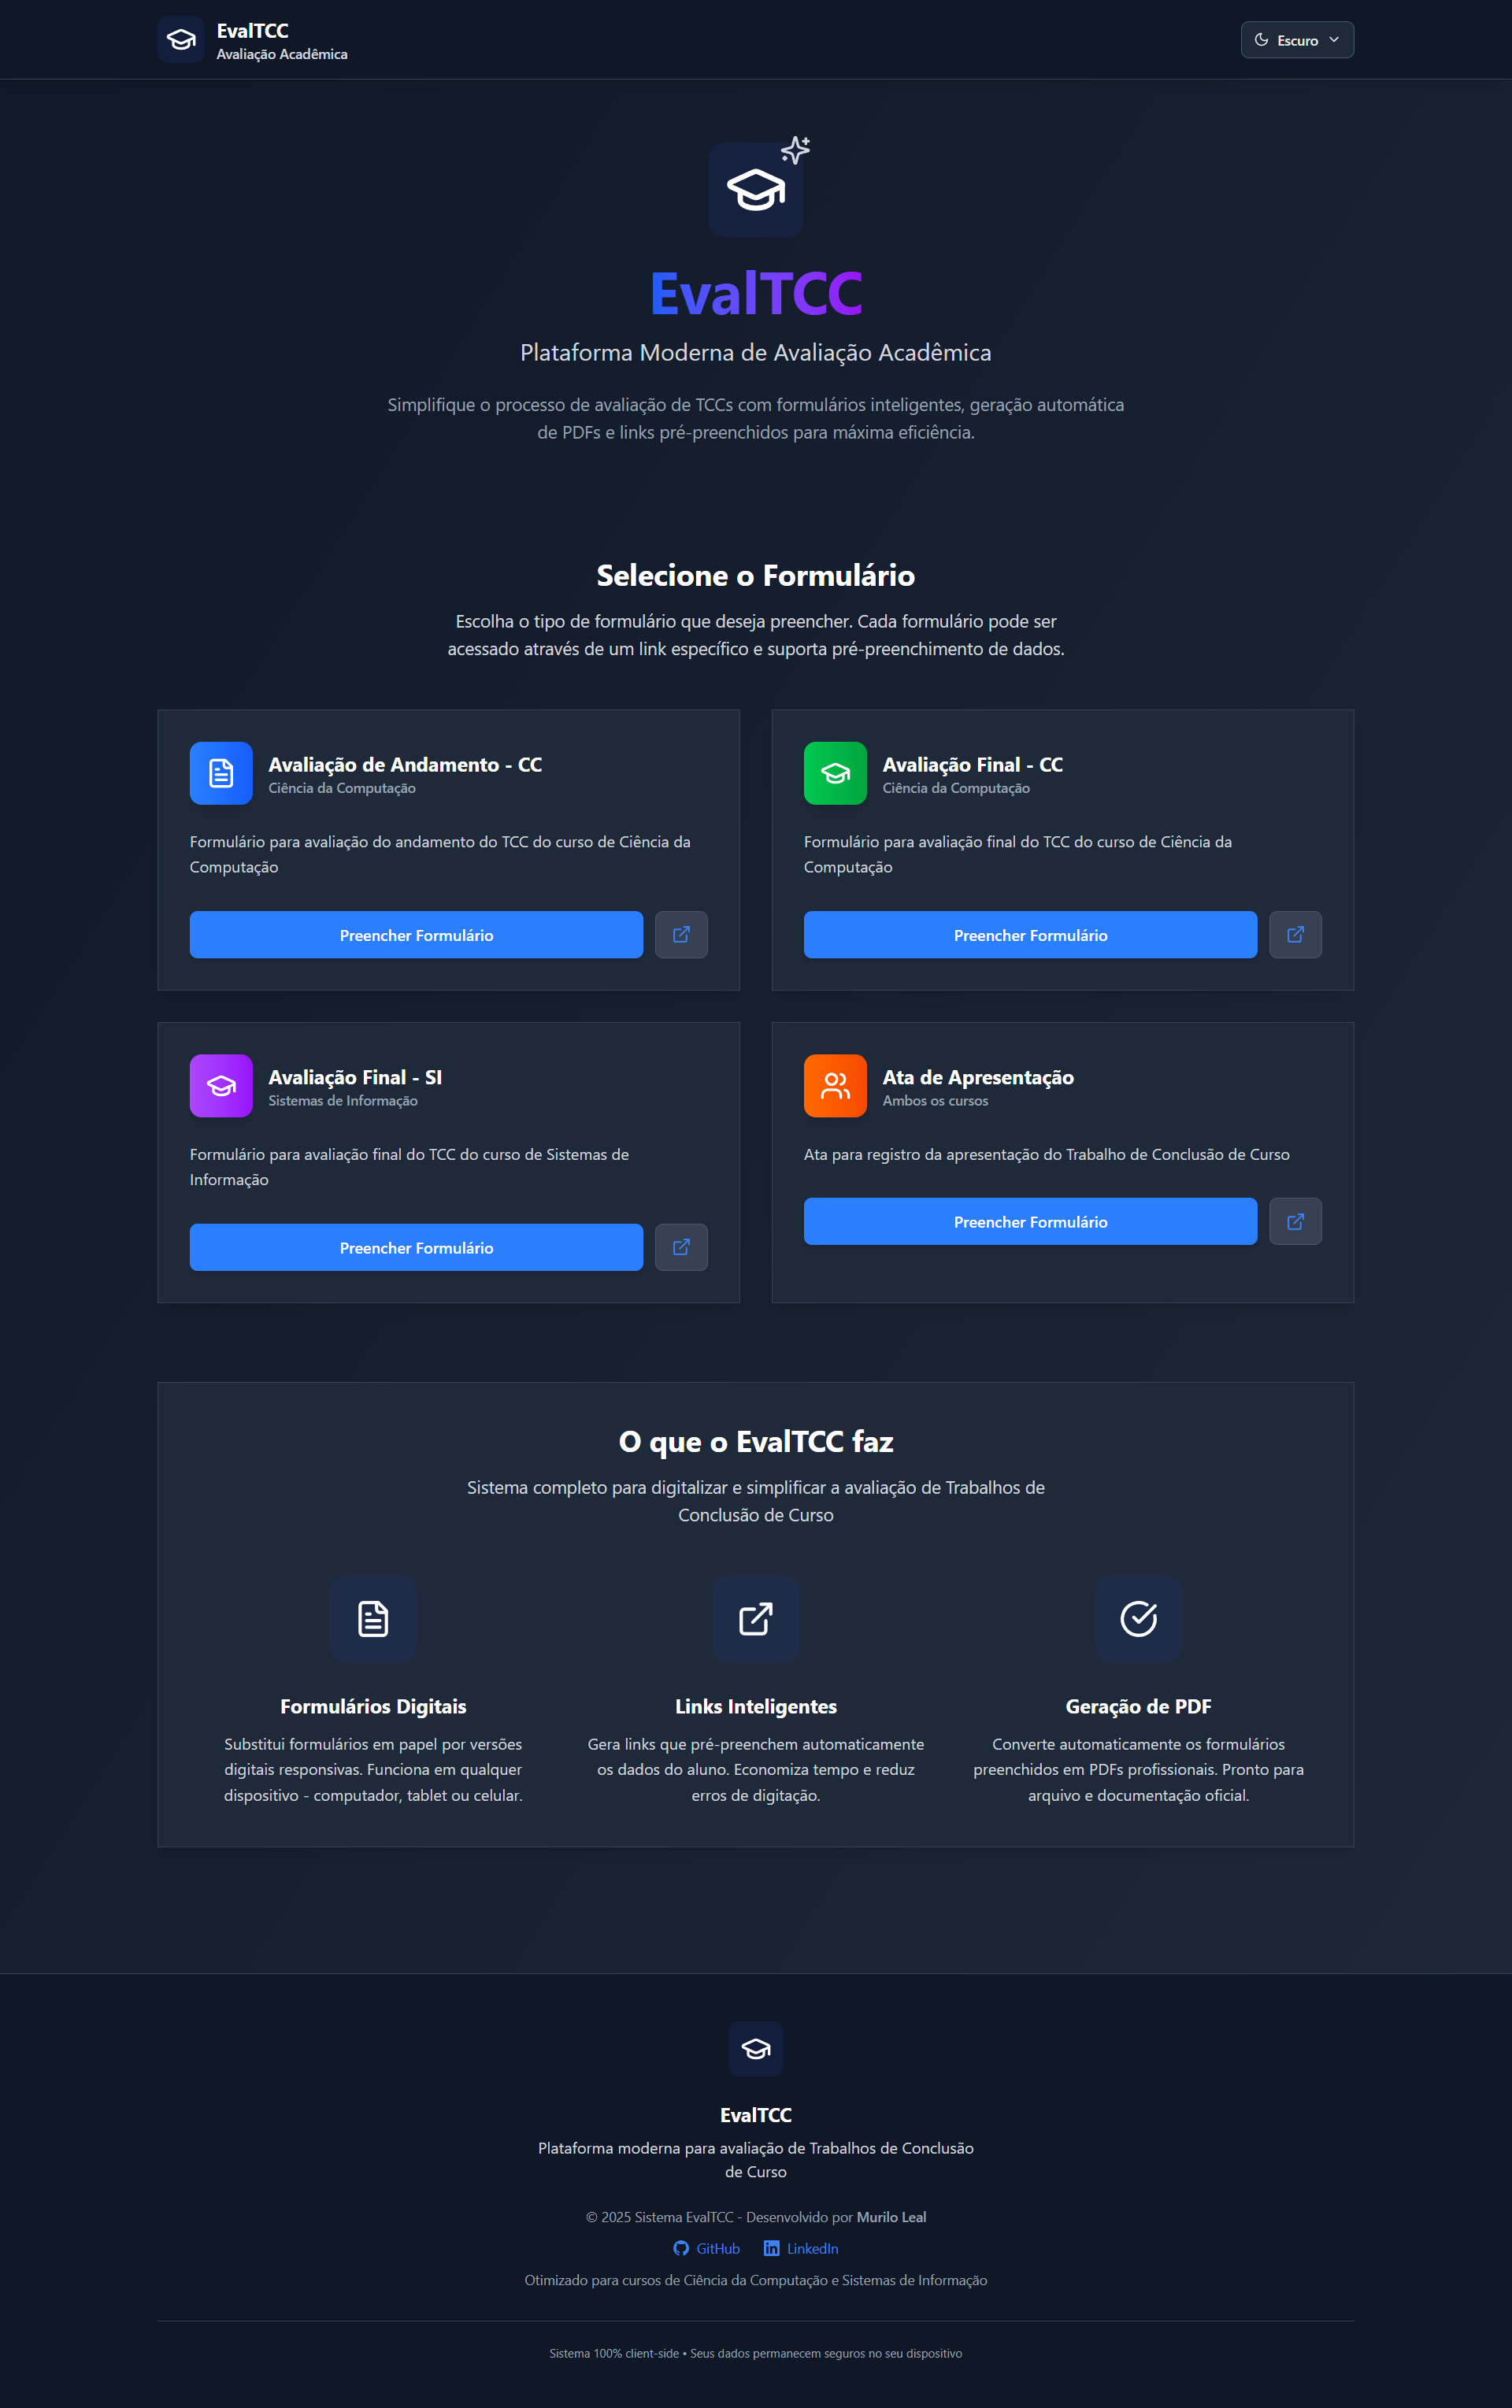 EvalTCC
Avaliação Acadêmica
Escuro
EvalTCC
Plataforma Moderna de Avaliação Acadêmica
Simplifique o processo de avaliação de TCCs com formulários inteligentes, geração automática
de PDFs e links pré-preenchidos para máxima eficiência.
Selecione o Formulário
Escolha o tipo de formulário que deseja preencher. Cada formulário pode ser
acessado através de um link específico e suporta pré-preenchimento de dados.
Avaliação de Andamento - CC
Ciência da Computação
Formulário para avaliação do andamento do TCC do curso de Ciência da
Computação
Preencher Formulário
Avaliação Final - CC
Ciência da Computação
Formulário para avaliação final do TCC do curso de Ciência da
Computação
Preencher Formulário
Avaliação Final - SI
Sistemas de Informação
Formulário para avaliação final do TCC do curso de Sistemas de
Informação
Preencher Formulário
Ata de Apresentação
Ambos os cursos
Ata para registro da apresentação do Trabalho de Conclusão de Curso
Preencher Formulário
O que o EvalTCC faz
Sistema completo para digitalizar e simplificar a avaliação de Trabalhos de
Conclusão de Curso
Formulários Digitais
Substitui formulários em papel por versões
digitais responsivas. Funciona em qualquer
dispositivo - computador, tablet ou celular.
Links Inteligentes
Gera links que pré-preenchem automaticamente
os dados do aluno. Economiza tempo e reduz
erros de digitação.
Geração de PDF
Converte automaticamente os formulários
preenchidos em PDFs profissionais. Pronto para
arquivo e documentação oficial.
EvalTCC
Plataforma moderna para avaliação de Trabalhos de Conclusão
de Curso
© 2025 Sistema EvalTCC - Desenvolvido por Murilo Leal
GitHub
LinkedIn
Otimizado para cursos de Ciência da Computação e Sistemas de Informação
Sistema 100% client-side • Seus dados permanecem seguros no seu dispositivo